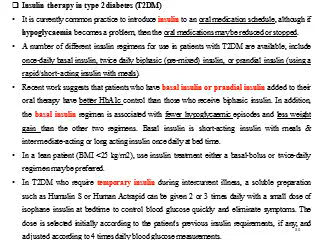 ❑ Insulin therapy in type 2 diabetes (T2DM)
• It is currently common practice to introduce insulin to an oral medication schedule, although if
hypoglycaemia becomes a problem, then the oral medications may be reduced or stopped.
• A number of different insulin regimens for use in patients with T2DM are available, include
once-daily basal insulin, twice daily biphasic (pre-mixed) insulin, or prandial insulin (using a
rapid/short-acting insulin with meals)
• Recent work suggests that patients who have basal insulin or prandial insulin added to their
oral therapy have better HbA1c control than those who receive biphasic insulin. In addition,
the basal insulin regimen is associated with fewer hypoglycaemic episodes and less weight
gain than the other two regimens. Basal insulin is short-acting insulin with meals &
intermediate-acting or long acting insulin once daily at bed time.
• In a lean patient (BMI <25 kg/m2), use insulin treatment either a basal-bolus or twice-daily
regimen may be preferred.
• In T2DM who require temporary insulin during intercurrent illness, a soluble preparation
such as Humulin S or Human Actrapid can be given 2 or 3 times daily with a small dose of
isophane insulin at bedtime to control blood glucose quickly and eliminate symptoms. The
dose is selected initially according to the patient's previous insulin requirements, if any, and
adjusted according to 4 times daily blood glucose measurements.